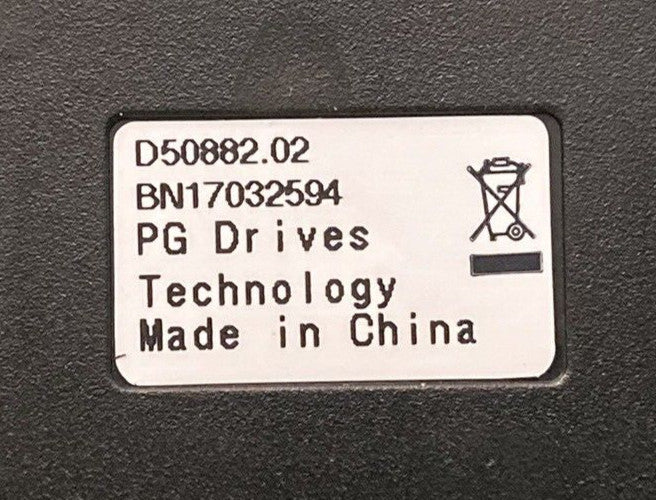 D50882.02
BN17032594
PG Drives
Technology
Made in China